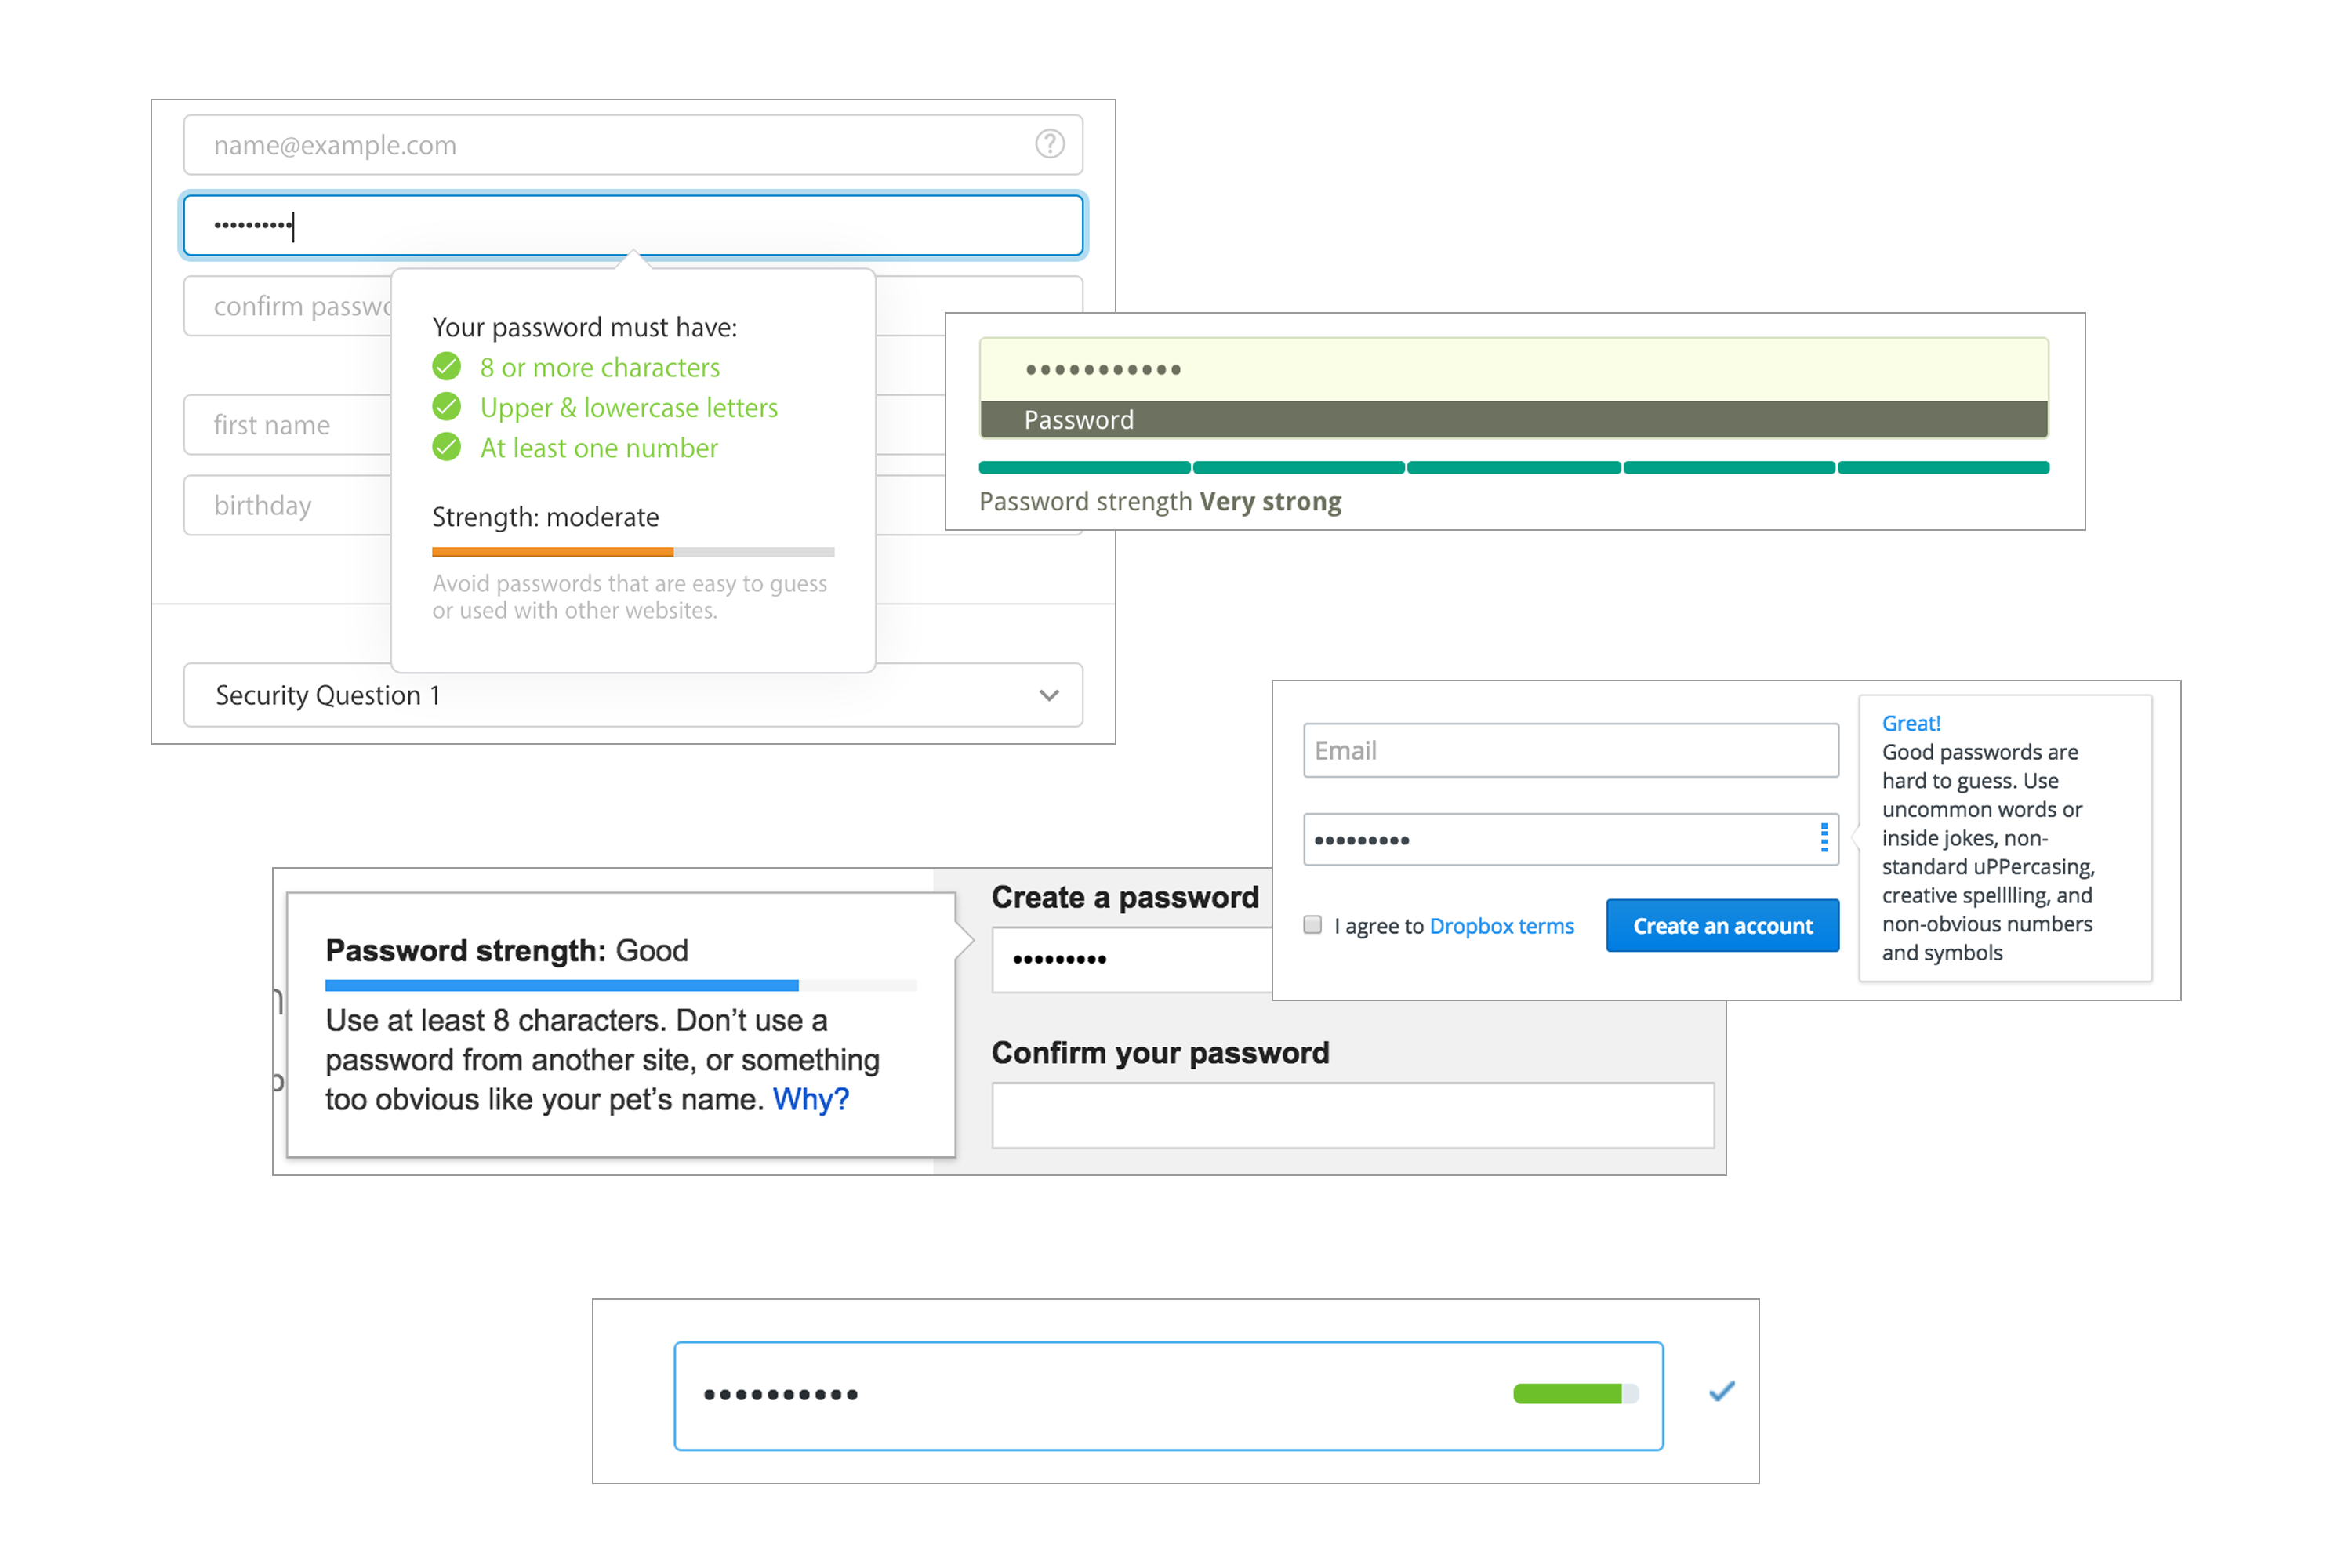 name@example.com
••••••••••
confirm passwo
Your password must have:
8 or more characters
Upper & lowercase letters
At least one number
first name
birthday
Strength: moderate
Avoid passwords that are easy to guess
or used with other websites.
Security Question 1
•••••••••••
Password
Password strength Very strong
Email
•••••••••
I agree to Dropbox terms
Create an account
Great!
Good passwords are
hard to guess. Use
uncommon words or
inside jokes, non-
standard uPPercasing,
creative spelllling, and
non-obvious numbers
and symbols
Password strength: Good
Use at least 8 characters. Don’t use a
password from another site, or something
too obvious like your pet’s name. Why?
Create a password
•••••••••
Confirm your password
••••••••••